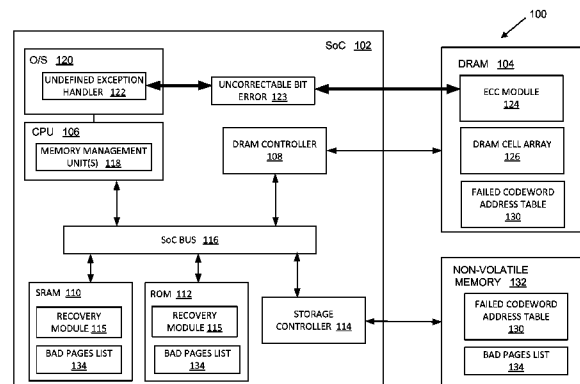 100
SoC 102
O/S 120
UNDEFINED EXCEPTION
HANDLER 122
UNCORRECTABLE BIT
ERROR 123
CPU 106
MEMORY MANAGEMENT
UNIT(S) 118
DRAM CONTROLLER
108
SoC BUS 116
SRAM 110
RECOVERY
MODULE 115
BAD PAGES LIST
134
ROM 112
RECOVERY
MODULE 115
BAD PAGES LIST
134
STORAGE
CONTROLLER 114
DRAM 104
ECC MODULE
124
DRAM CELL ARRAY
126
FAILED CODEWORD
ADDRESS TABLE
130
NON-VOLATILE
MEMORY 132
FAILED CODEWORD
ADDRESS TABLE
130
BAD PAGES LIST
134